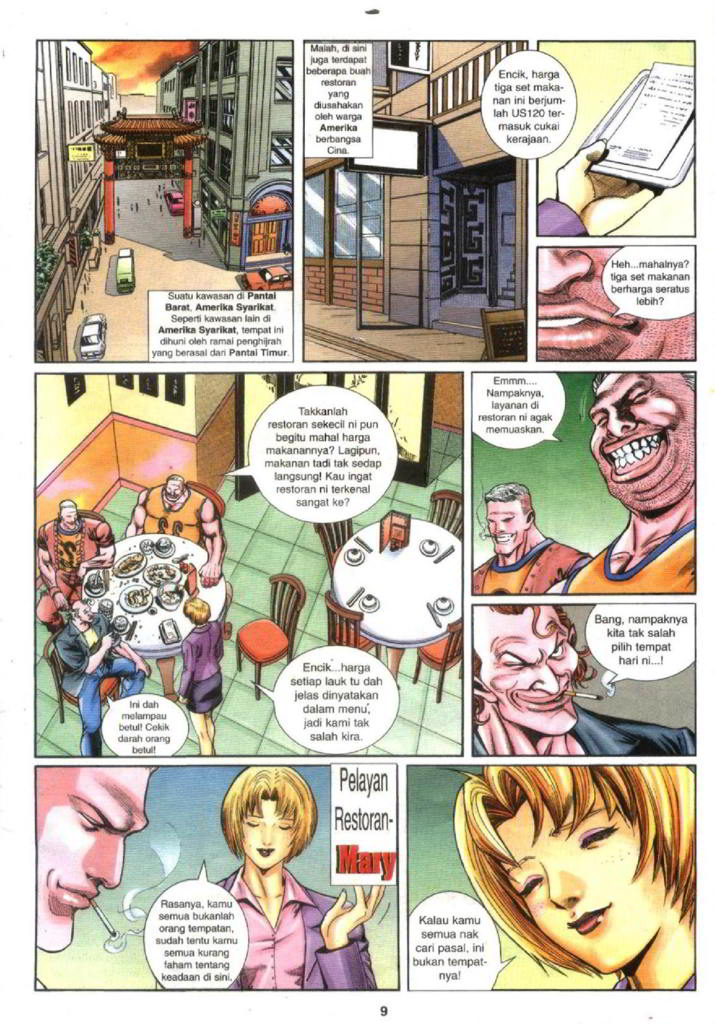 Suatu kawasan di Pantai
Barat, Amerika Syarikat.
Seperti kawasan lain di
Amerika Syarikat, tempat ini
dihuni oleh ramai penghijrah
yang berasal dari Pantai Timur.
Malah, di sini
juga terdapat
beberapa buah
restoran
yang
diusahakan
oleh warga
Amerika
berbangsa
Cina.
Encik, harga
tiga set maka-
nan ini berjum-
lah US120 ter-
masuk cukai
kerajaan.
Heh...mahalnya?
tiga set makanan
berharga seratus
lebih?
Takkanlah
restoran sekecil ni pun
begitu mahal harga
makanannya? Lagipun,
makanan tadi tak sedap
langsung! Kau ingat
restoran ni terkenal
sangat ke?
Ini dah
melampau
betul! Cekik
darah orang
betul!
Encik...harga
setiap lauk tu dah
jelas dinyatakan
dalam menu,
jadi kami tak
salah kira.
Emmm....
Nampaknya,
layanan di
restoran ni agak
memuaskan.
Bang, nampaknya
kita tak salah
pilih tempat
hari ni...!
Rasanya, kamu
semua bukanlah
orang tempatan,
sudah tentu kamu
semua kurang
faham tentang
keadaan di sini.
Pelayan
Restoran-
Mary
Kalau kamu
semua nak
cari pasal, ini
bukan tempat-
nya!
9